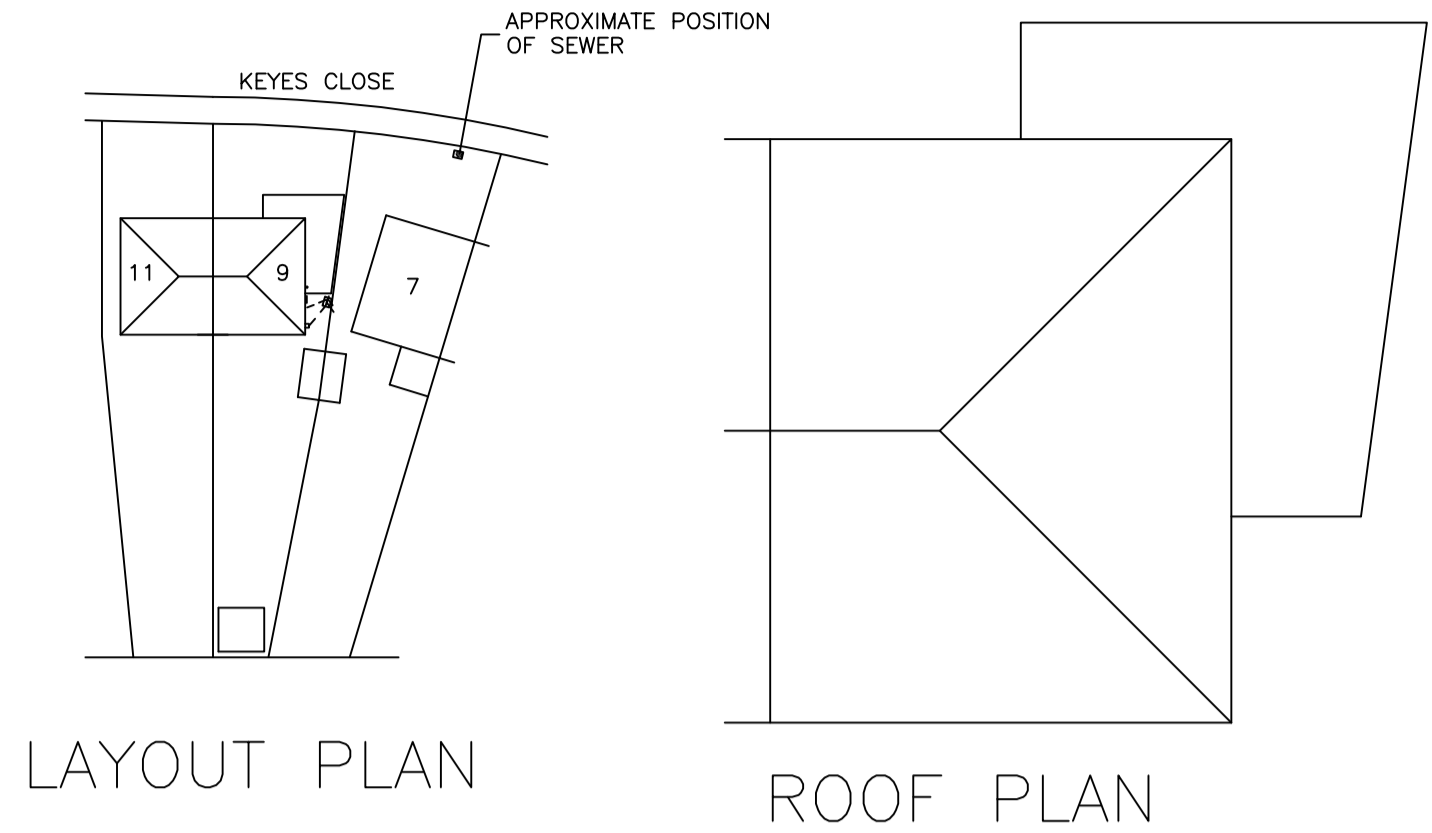 APPROXIMATE POSITION
OF SEWER
KEYES CLOSE
11
9
7
LAYOUT PLAN
ROOF PLAN